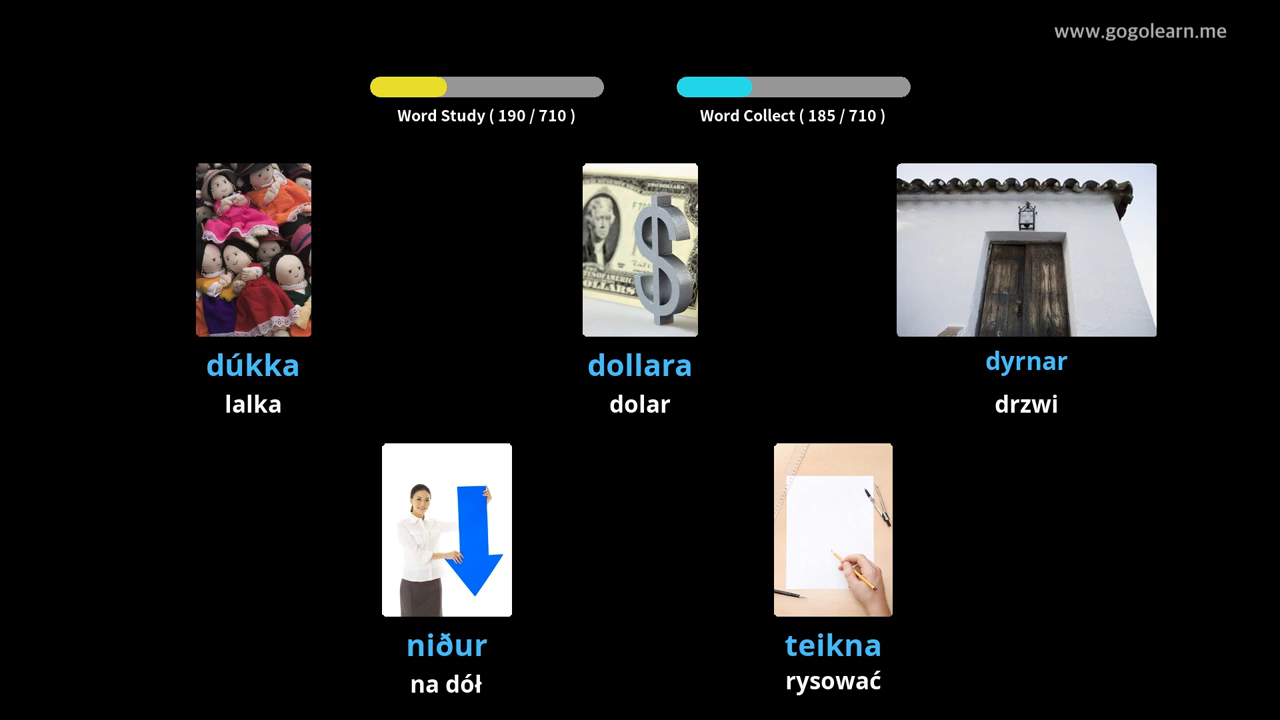 www.gogolearn.me
Word Study ( 190 / 710 )
Word Collect ( 185 / 710 )
dúkka
lalka
dollara
dolar
dyrnar
drzwi
niður
na dół
teikna
rysować